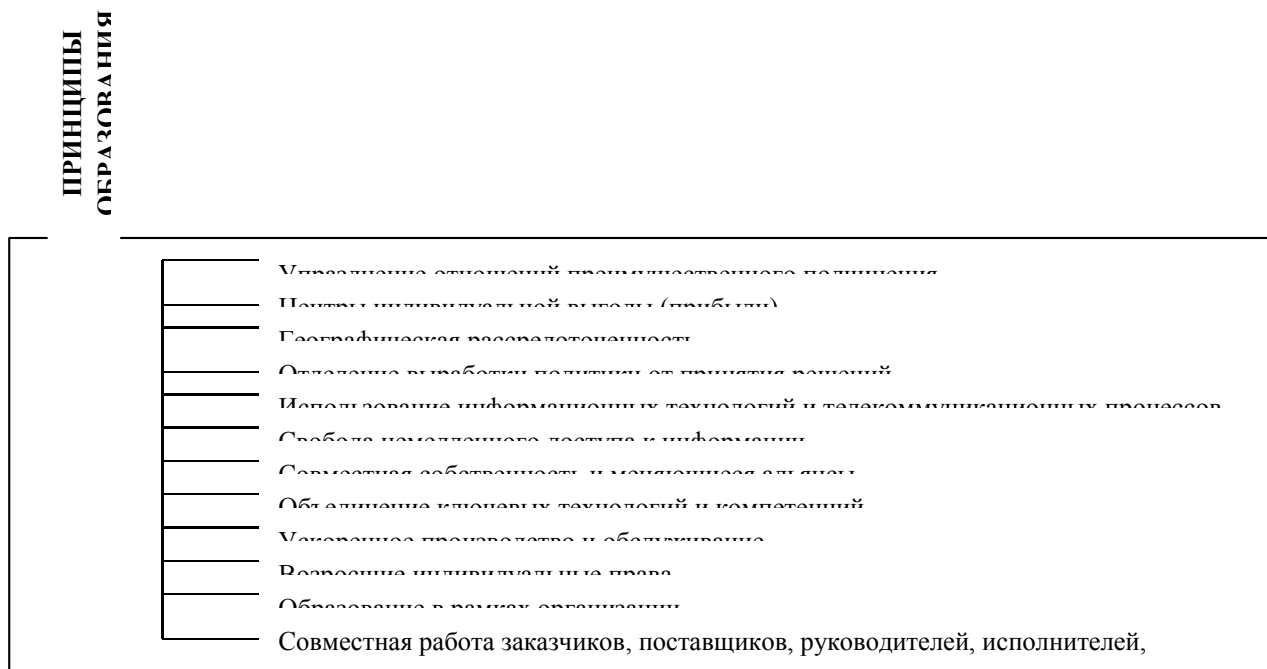 ПРИНЦИПЫ
ОБРАЗОВАНИЯ
Упразднение отношений преимущественного подчинения
Центры индивидуальной выгоды (прибыли)
Географическая рассредоточенность
Отделение выработки политики от принятия решений
Использование информационных технологий и телекоммуникационных процессов
Свобода немедленного доступа к информации
Совместная собственность и меняющиеся альянсы
Объединение ключевых технологий и компетенций
Ускоренное производство и обслуживание
Возросшие индивидуальные права
Образование в рамках организации
Совместная работа заказчиков, поставщиков, руководителей, исполнителей,